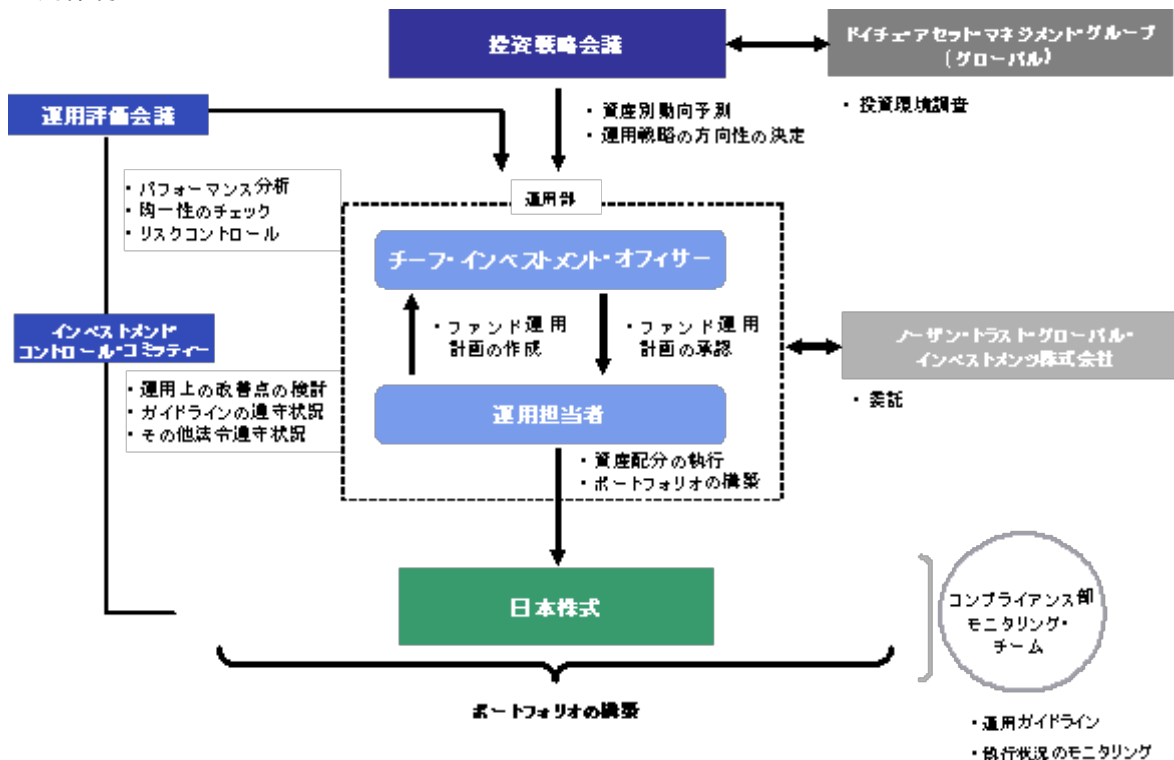 投資戦略会議
ドイチェ・アセット・マネジメント・グループ
(グローバル)
・投資環境調査
運用評価会議
・資産別動向予測
・運用戦略の方向性の決定
・パフォーマンス分析
・均一性のチェック
・リスクコントロール
運用部
チーフ・インベストメント・オフィサー
・ファンド運用
計画の作成
・ファンド運用
計画の承認
インベストメント
コントロール・コミッティー
ノーザン・トラスト・グローバル・
インベストメンツ株式会社
・委託
・運用上の改善点の検討
・ガイドラインの遵守状況
・その他法令遵守状況
運用担当者
・資産配分の執行
・ポートフォリオの構築
日本株式
コンプライアンス部
モニタリング・
チーム
ポートフォリオの構築
・運用ガイドライン
・執行状況のモニタリング